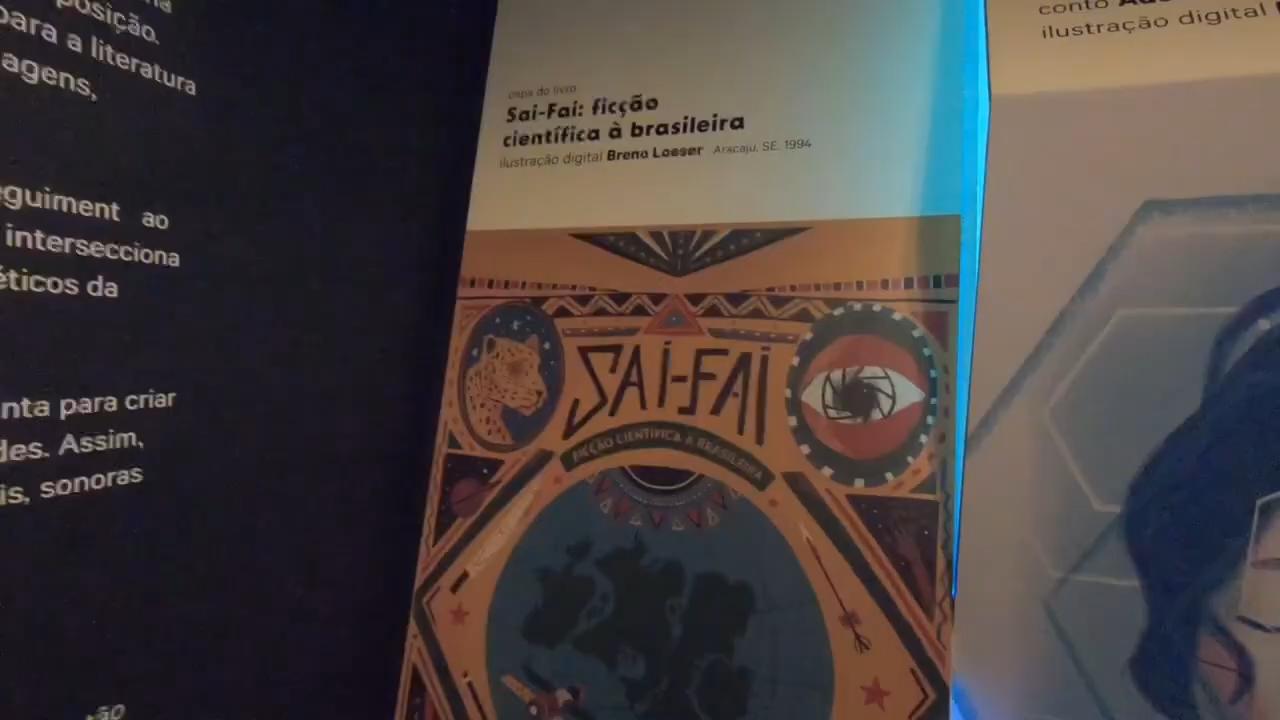 posição.
para a literatura
agens,
eguiment ao
intersecciona
éticos da
nta para criar
des. Assim,
is, sonoras
capa do livro
Sai-Fai: ficção
científica à brasileira
ilustração digital Breno Loeser Aracaju, SE, 1994
SAI-FAI
FICÇÃO CIENTÍFICA À BRASILEIRA
conto
ilustração digital